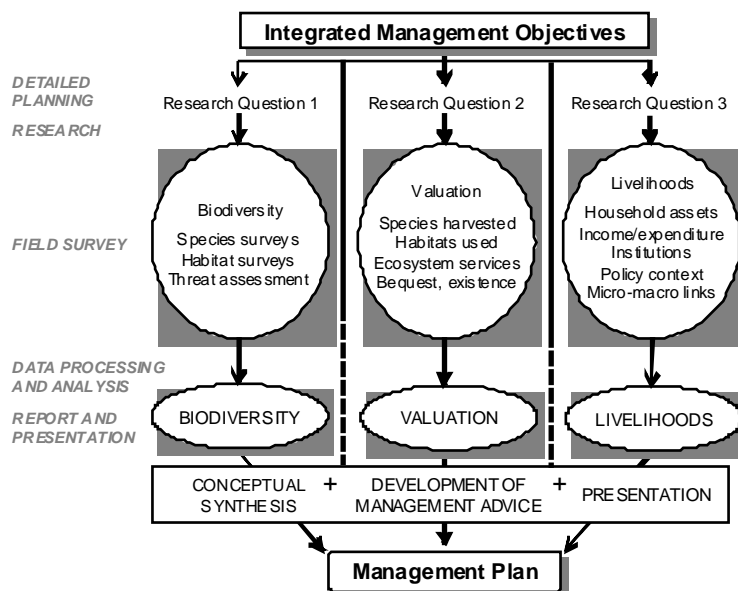 Integrated Management Objectives
DETAILED
PLANNING
RESEARCH
Research Question 1
Research Question 2
Research Question 3
FIELD SURVEY
Biodiversity
Species surveys
Habitat surveys
Threat assessment
Valuation
Species harvested
Habitats used
Ecosystem services
Bequest, existence
Livelihoods
Household assets
Income/expenditure
Institutions
Policy context
Micro-macro links
DATA PROCESSING
AND ANALYSIS
REPORT AND
PRESENTATION
BIODIVERSITY
VALUATION
LIVELIHOODS
CONCEPTUAL
SYNTHESIS
+
DEVELOPMENT OF
MANAGEMENT ADVICE
+
PRESENTATION
Management Plan